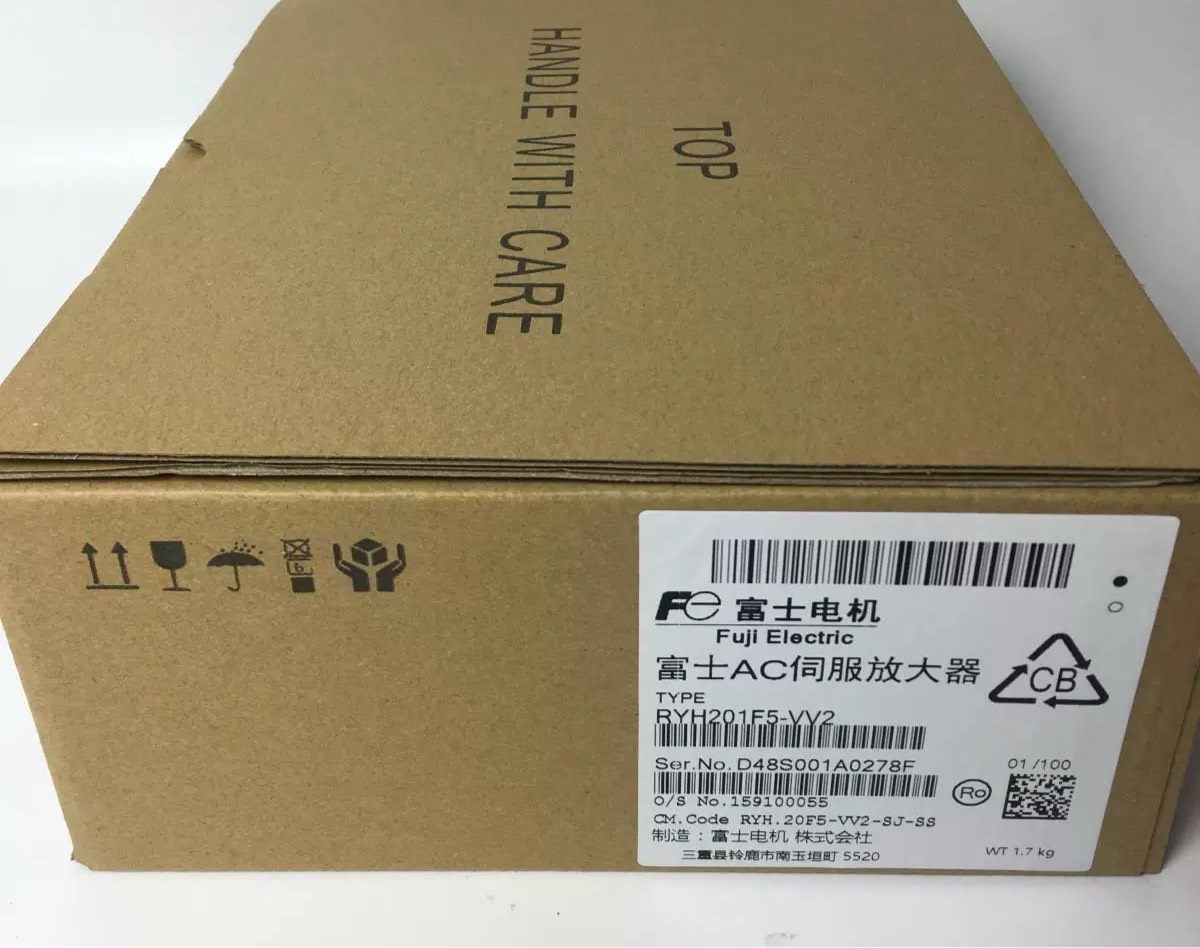 HANDLE WITH CARE
TOP
6
Fe 富士电机
Fuji Electric
富士AC伺服放大器
CB
TYPE
RYH201F5-VV2
Ser.No.D48S001A0278F
01/100
O/S No.159100055
Ro
CM.Code RYH.20F5-VV2-SJ-SS
制造：富士电机 株式会社
三重县铃鹿市南玉垣町 5520
WT 1.7 kg